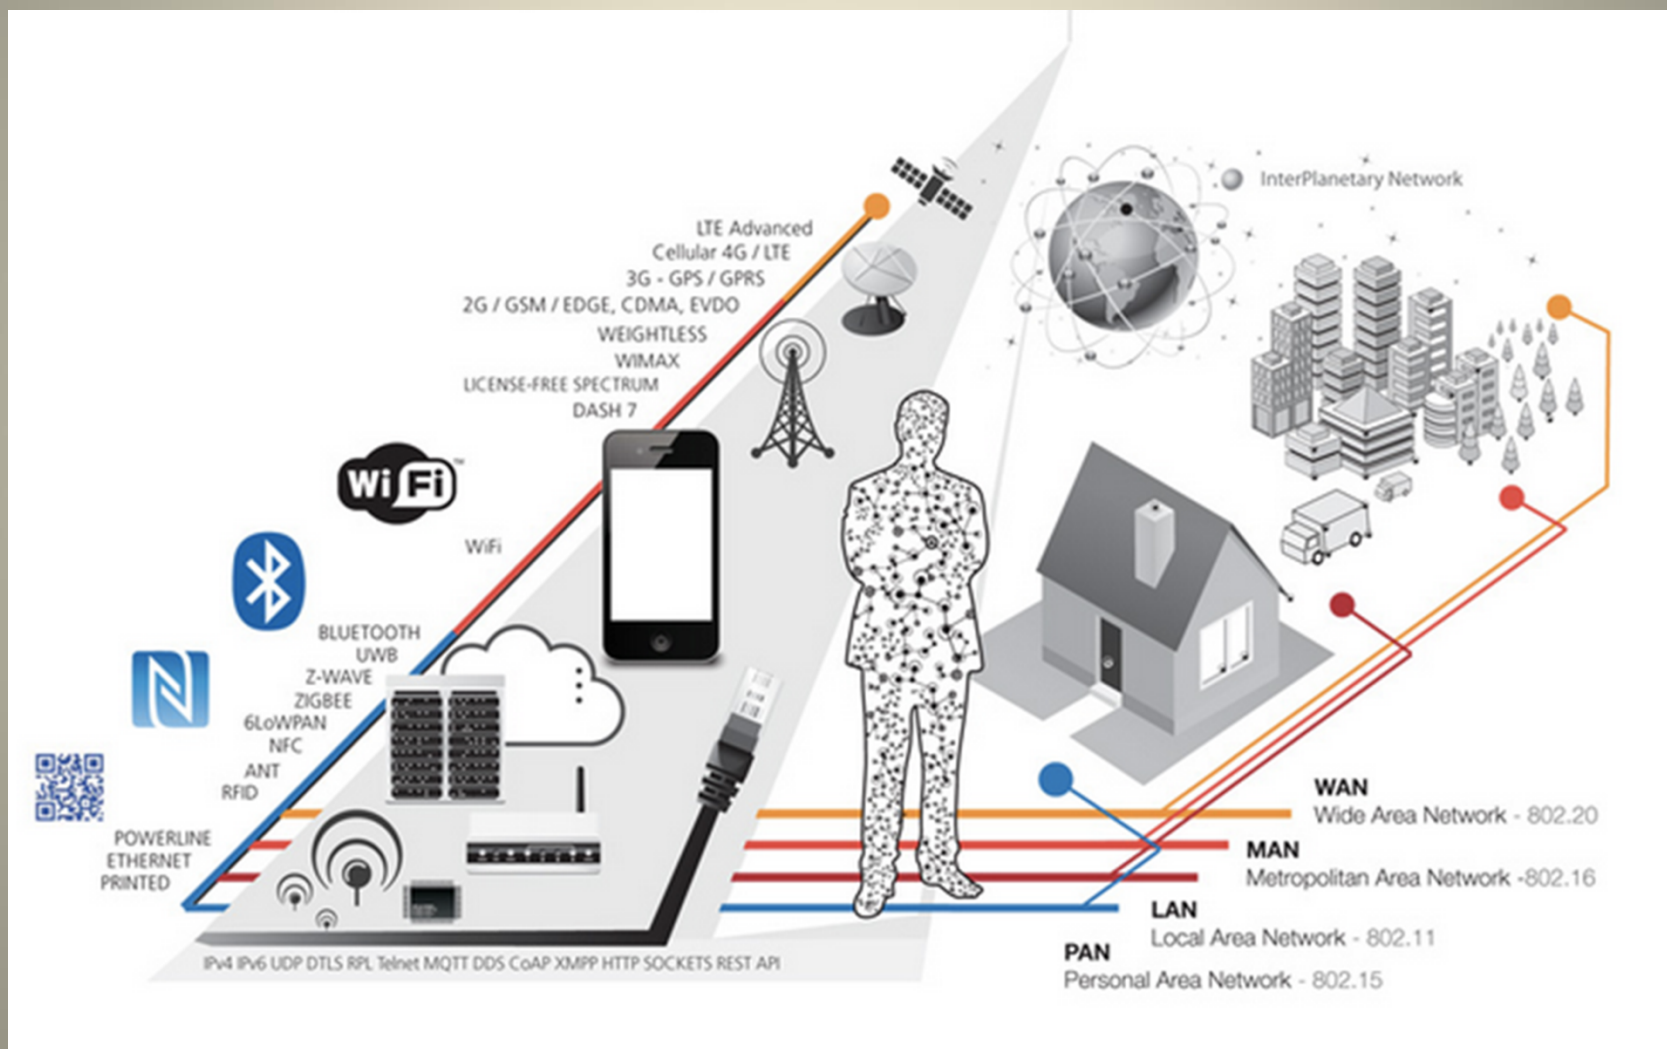 InterPlanetary Network
LTE Advanced
Cellular 4G / LTE
3G - GPS / GPRS
2G / GSM / EDGE, CDMA, EVDO
WEIGHTLESS
WIMAX
LICENSE-FREE SPECTRUM
DASH 7
Wi Fi™
WiFi
BLUETOOTH
UWB
Z-WAVE
ZIGBEE
6LoWPAN
NFC
ANT
RFID
POWERLINE
ETHERNET
PRINTED
WAN
Wide Area Network - 802.20
MAN
Metropolitan Area Network -802.16
LAN
Local Area Network - 802.11
PAN
Personal Area Network - 802.15
IPv4 IPv6 UDP DTLS RPL Telnet MQTT DDS CoAP XMPP HTTP SOCKETS REST API